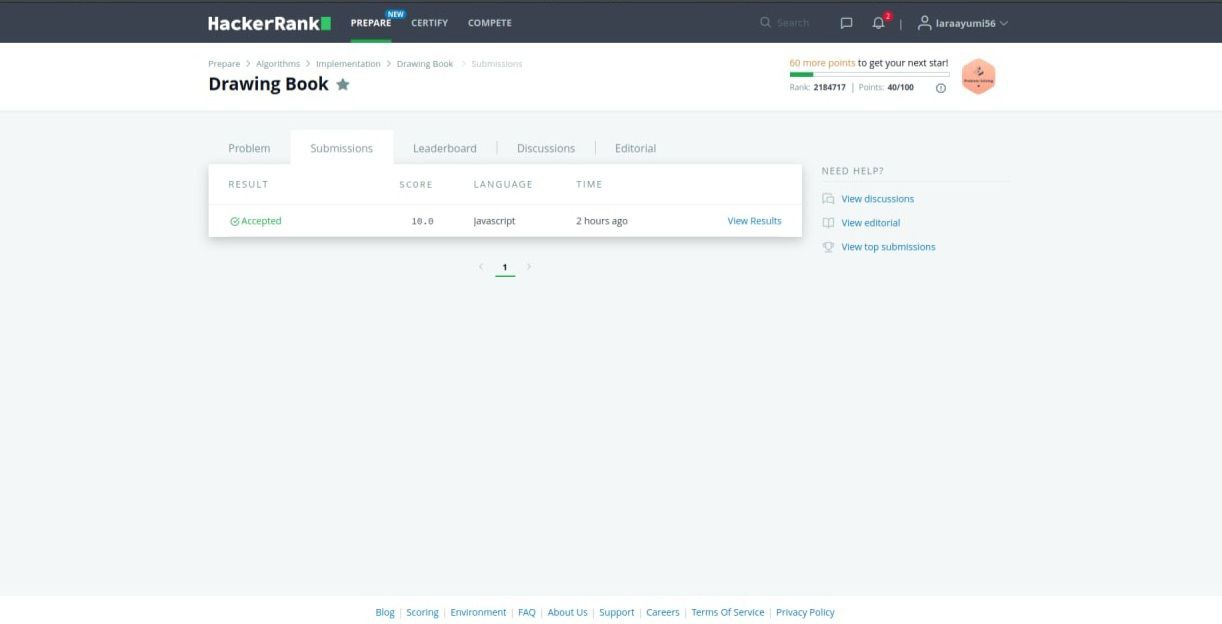 HackerRank PREPARE NEW CERTIFY COMPETE Search 2 laraayumi56
Prepare > Algorithms > Implementation > Drawing Book > Submissions
Drawing Book
60 more points to get your next star!
Rank: 2184717 | Points: 40/100
Problem Solving
Problem Submissions Leaderboard Discussions Editorial
RESULT SCORE LANGUAGE TIME
Accepted 10.0 Javascript 2 hours ago View Results
1
NEED HELP?
View discussions
View editorial
View top submissions
Blog | Scoring | Environment | FAQ | About Us | Support | Careers | Terms Of Service | Privacy Policy